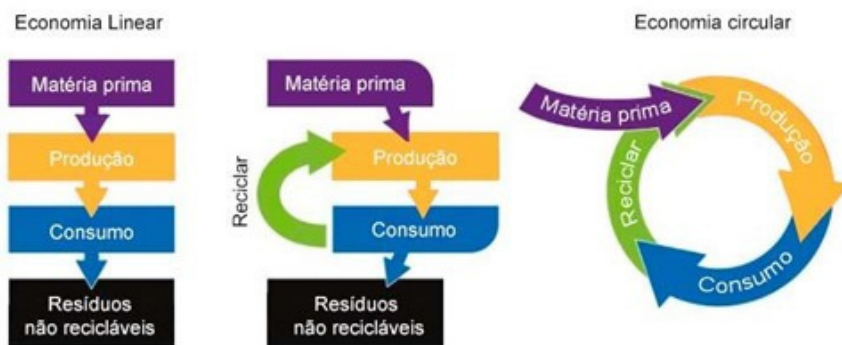 Economia Linear
Matéria prima
Produção
Consumo
Resíduos
não recicláveis
Matéria prima
Produção
Reciclar
Consumo
Resíduos
não recicláveis
Economia circular
Matéria prima
Produção
Consumo
Reciclar